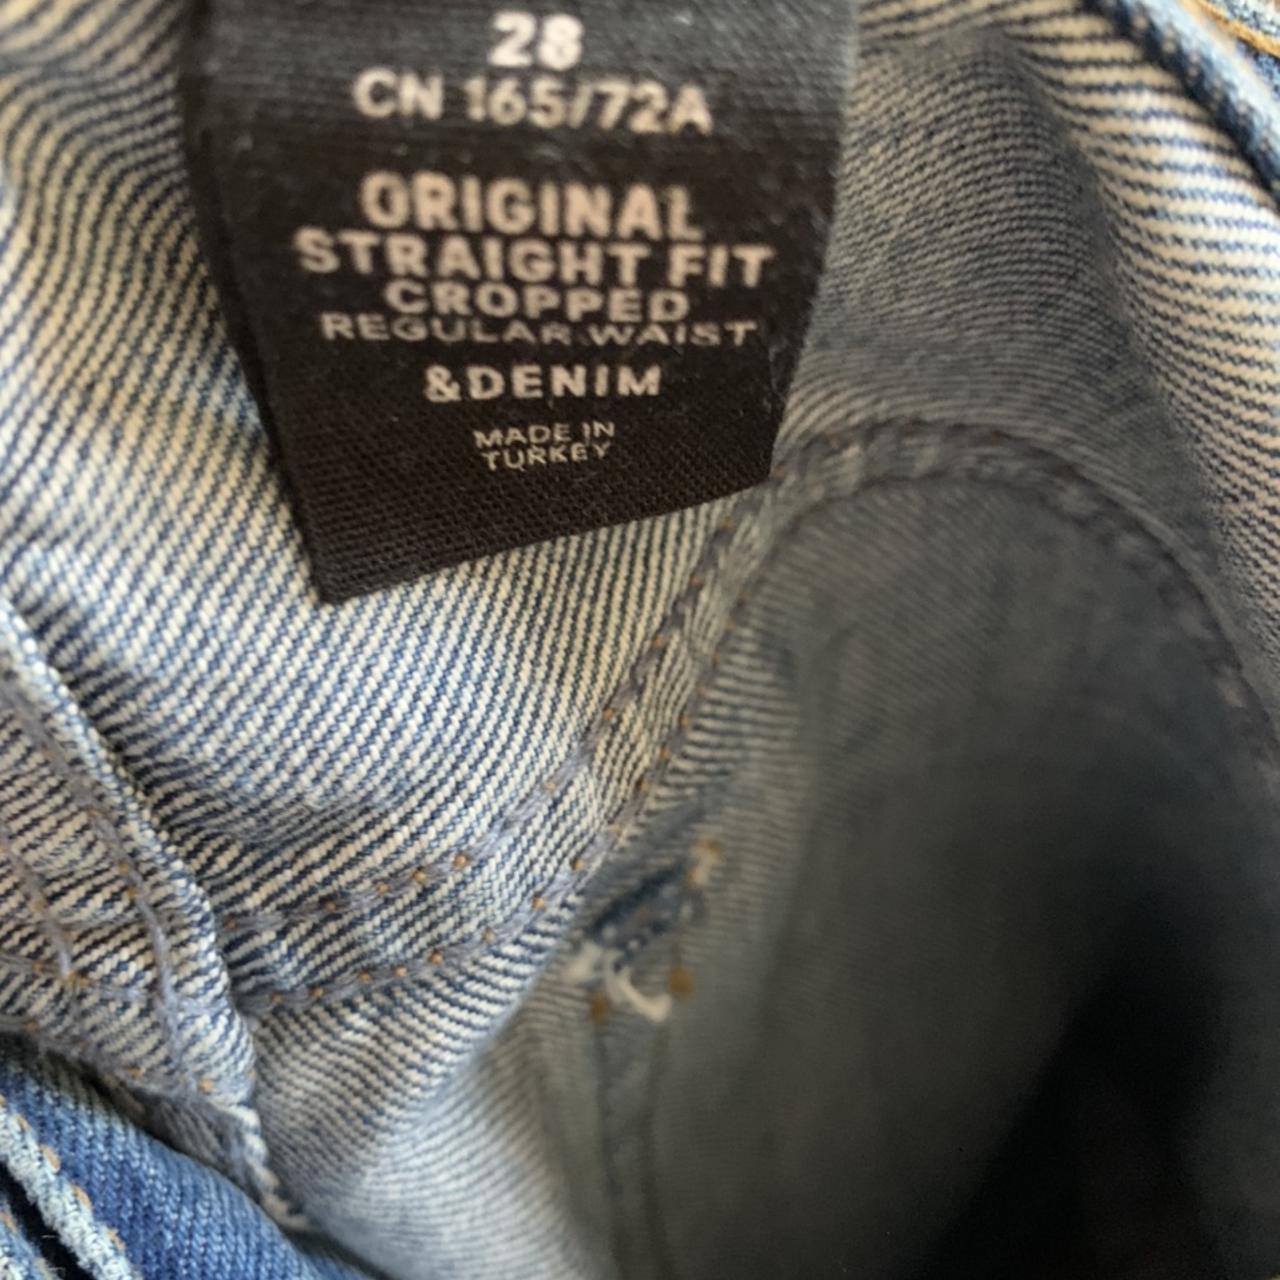 28
CN 165/72A
ORIGINAL
STRAIGHT FIT
CROPPED
REGULAR WAIST
&DENIM
MADE IN
TURKEY